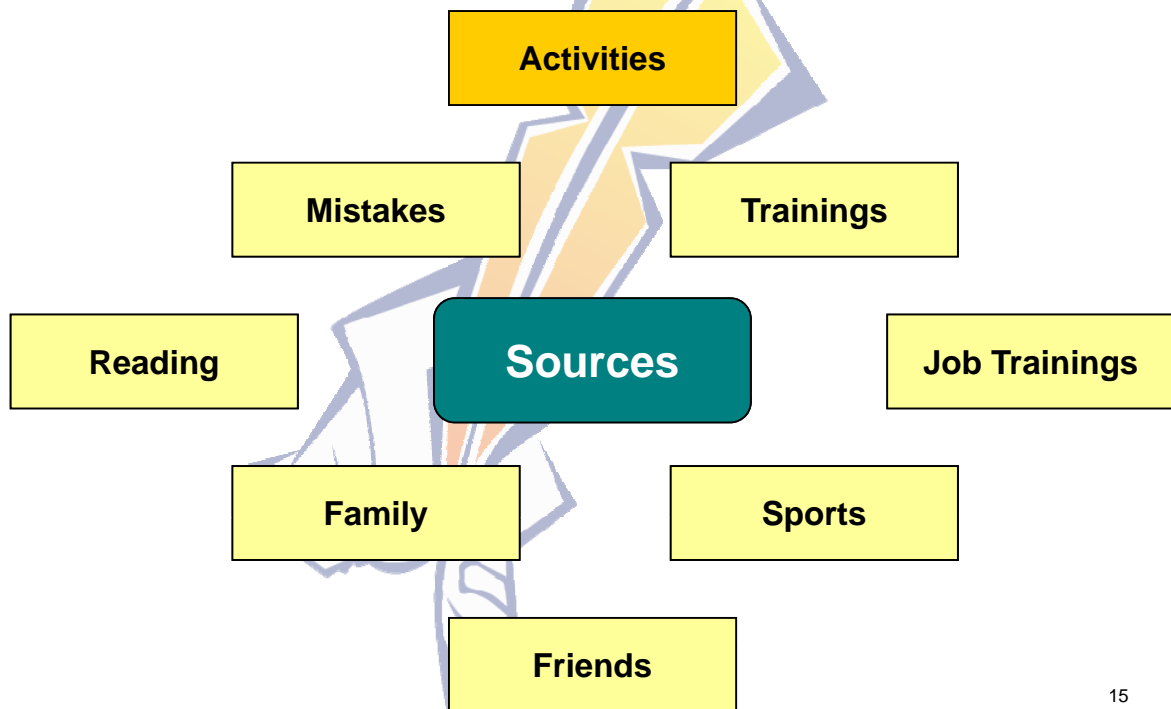 Activities
Mistakes
Trainings
Reading
Sources
Job Trainings
Family
Sports
Friends
15